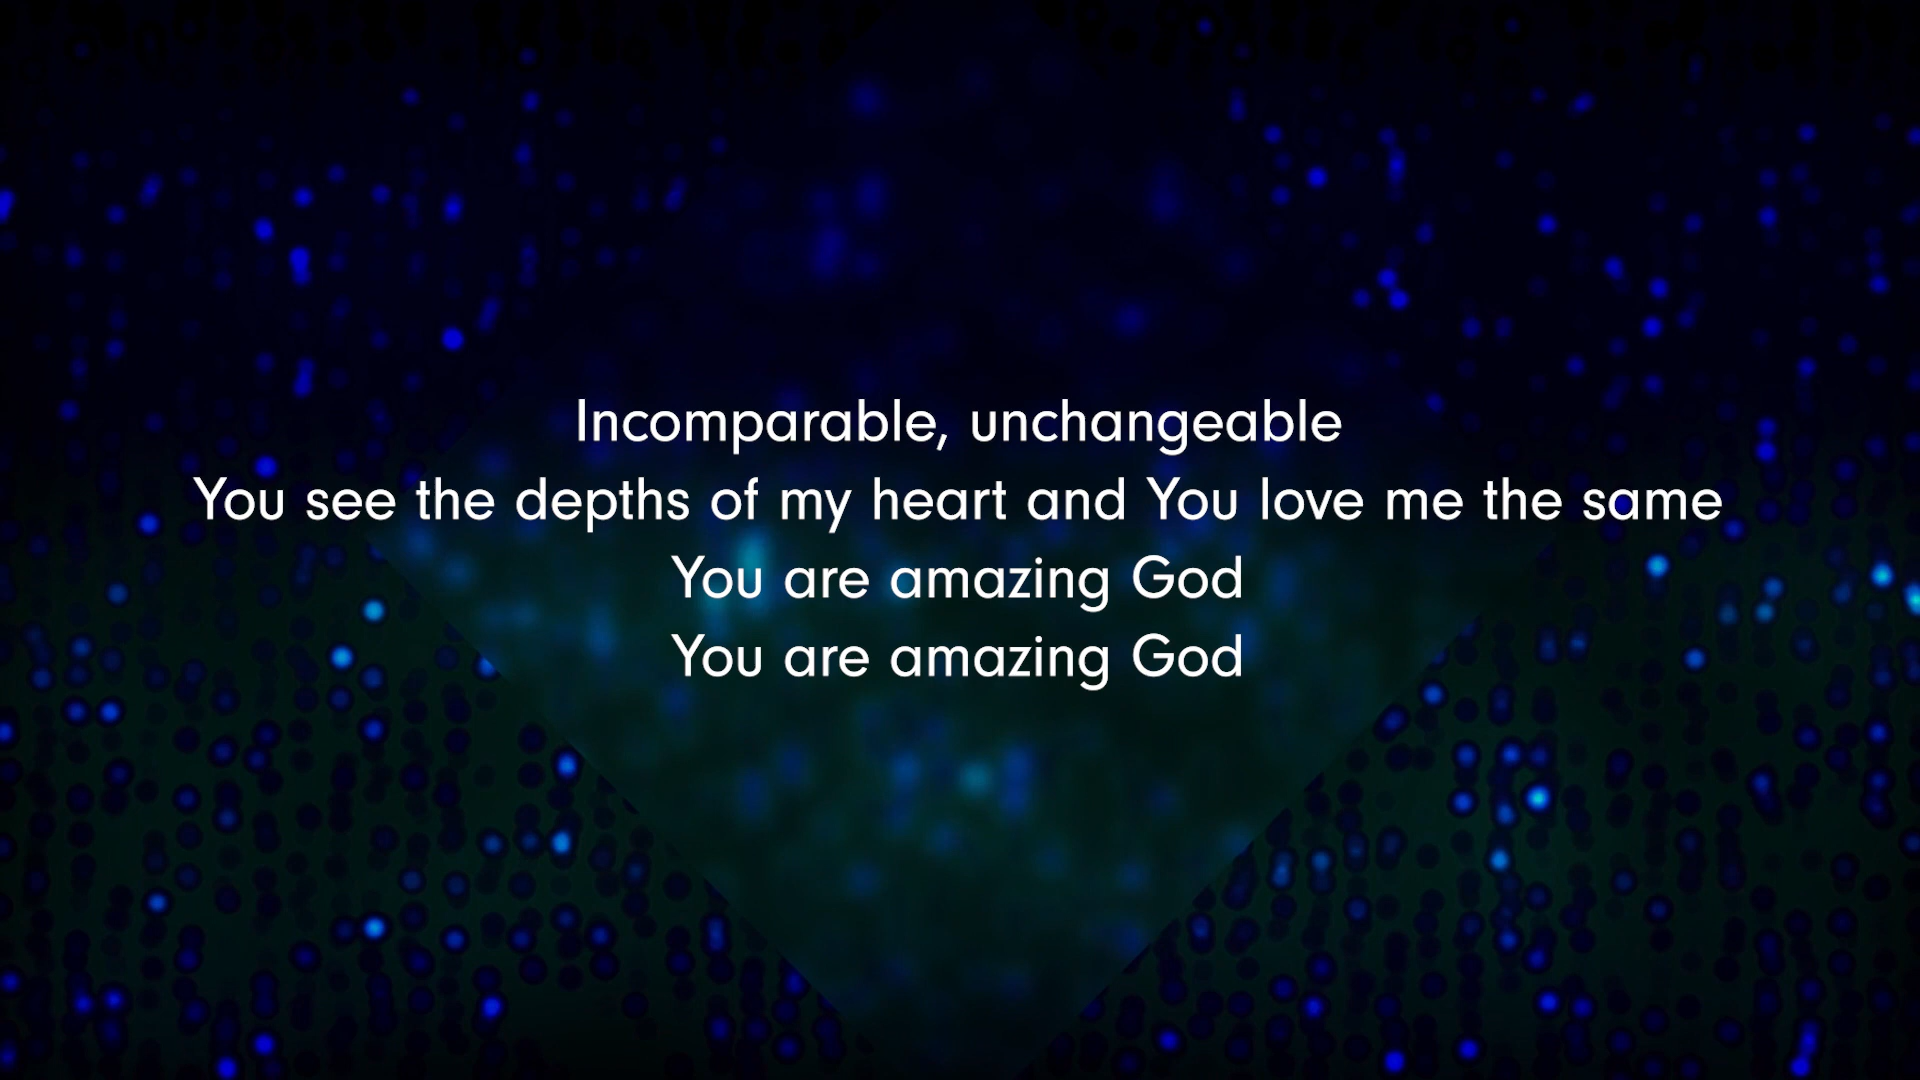 Incomparable, unchangeable
You see the depths of my heart and You love me the same
You are amazing God
You are amazing God